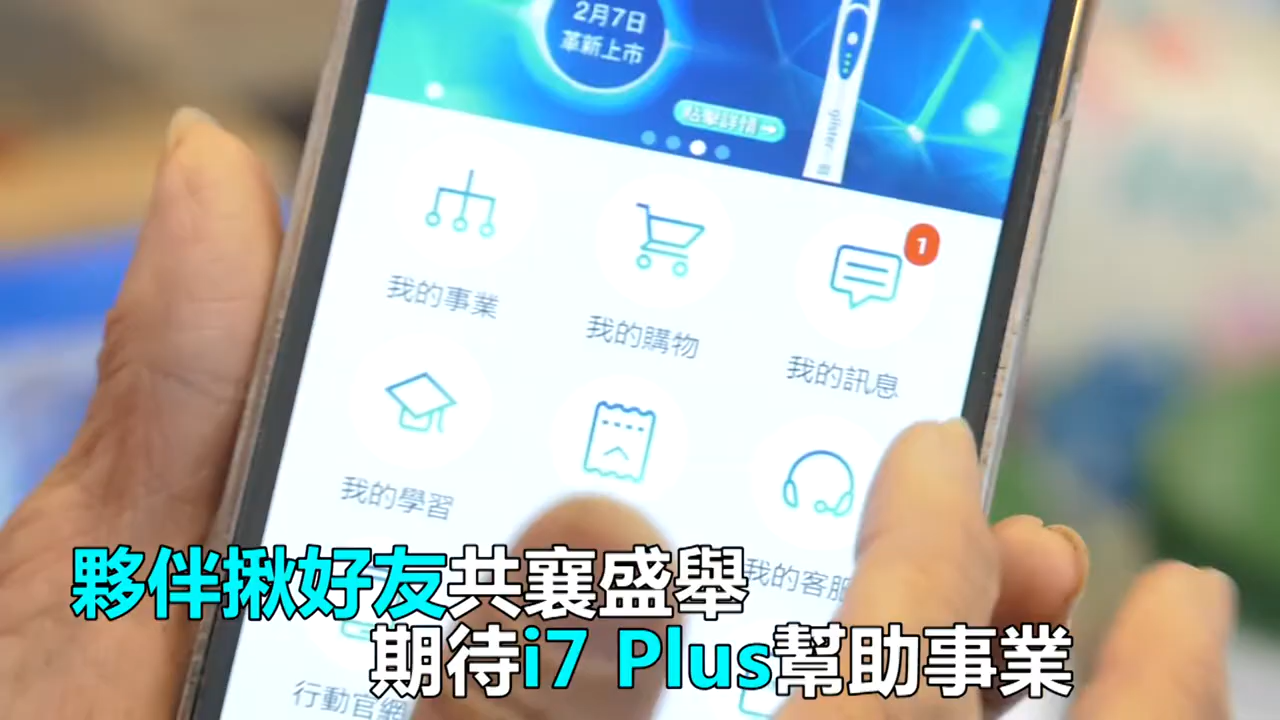 2月7日
革新上市
點擊詳情
glister
1
我的事業
我的購物
我的訊息
我的學習
我的客服
行動官網
夥伴揪好友共襄盛舉
期待i7 Plus幫助事業